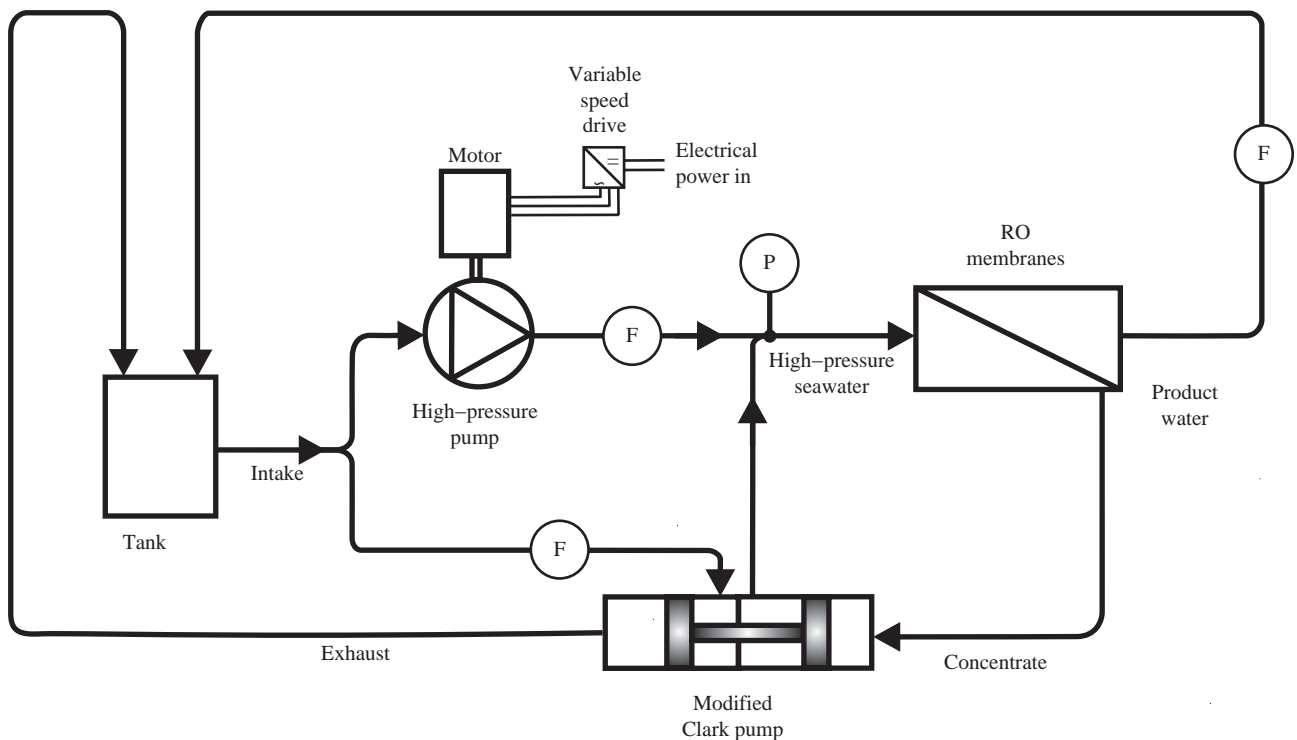 Variable
speed
drive
Motor
Electrical
power in
F
P
RO
membranes
F
High−pressure
seawater
High−pressure
pump
Product
water
Intake
Tank
F
Exhaust
Concentrate
Modified
Clark pump